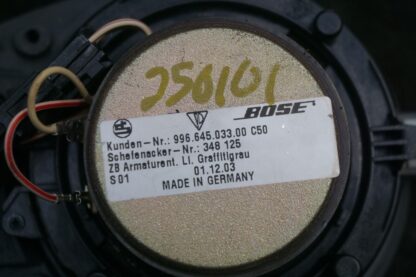 256101
BOSE
Kunden-Nr.: 996.645.033.00 C50
Schefenacker-Nr.: 348 125
ZB Armaturent. Li. Graffitigrau
S01 01.12.03
MADE IN GERMANY